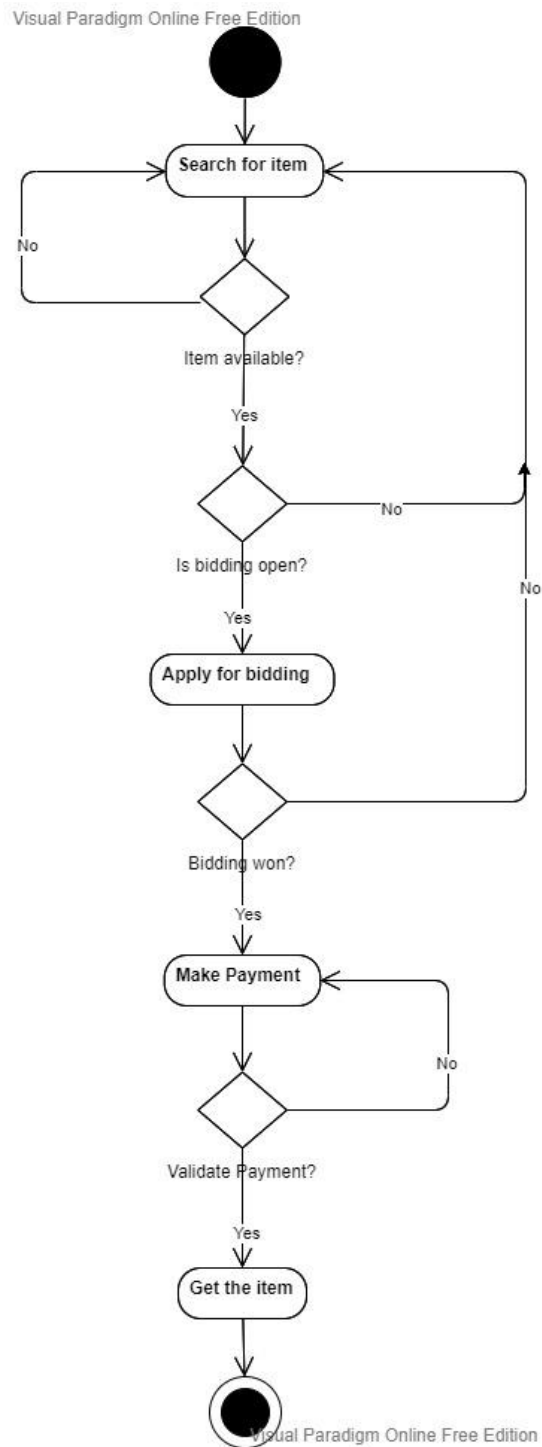 Visual Paradigm Online Free Edition
Search for item
No
Item available?
Yes
No
Is bidding open?
No
Yes
Apply for bidding
Bidding won?
Yes
Make Payment
No
Validate Payment?
Yes
Get the item
Visual Paradigm Online Free Edition